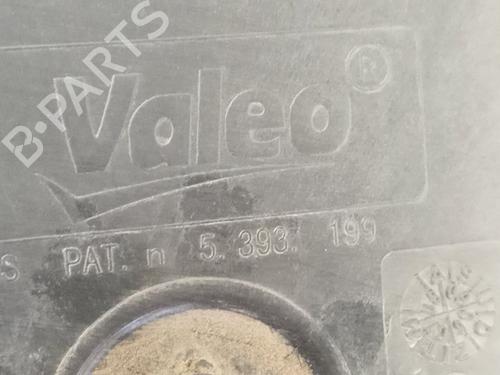 B-PARTS
Valeo®
S PAT. n 5. 393. 199